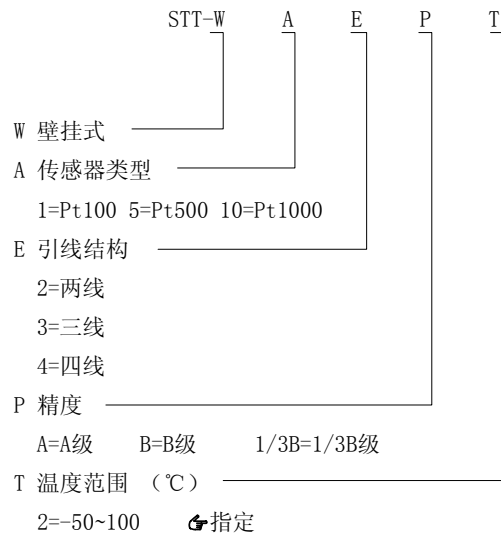 STT-W A E P T
W 壁挂式
A 传感器类型
1=Pt100 5=Pt500 10=Pt1000
E 引线结构
2=两线
3=三线
4=四线
P 精度
A=A级 B=B级 1/3B=1/3B级
T 温度范围 （℃）
2=-50~100 指定